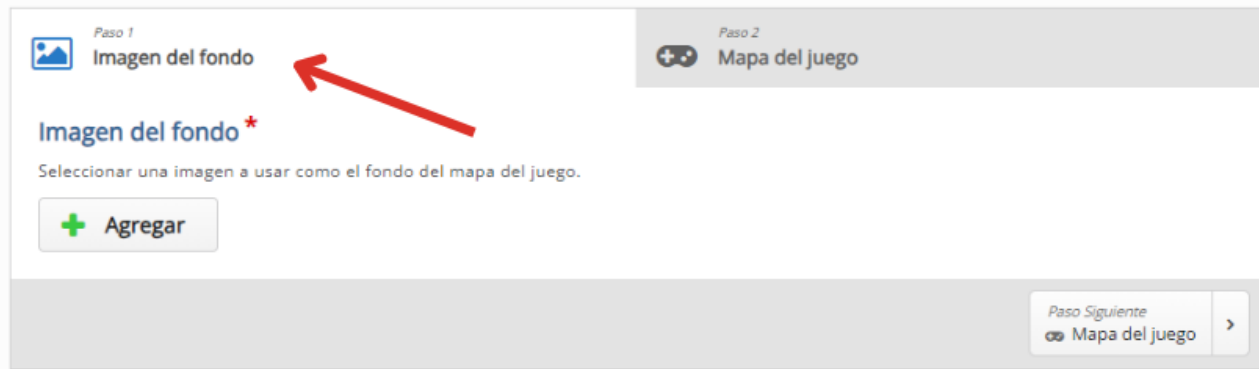 Paso 1
Imagen del fondo
Paso 2
Mapa del juego
Imagen del fondo *
Seleccionar una imagen a usar como el fondo del mapa del juego.
Agregar
Paso Siguiente
Mapa del juego